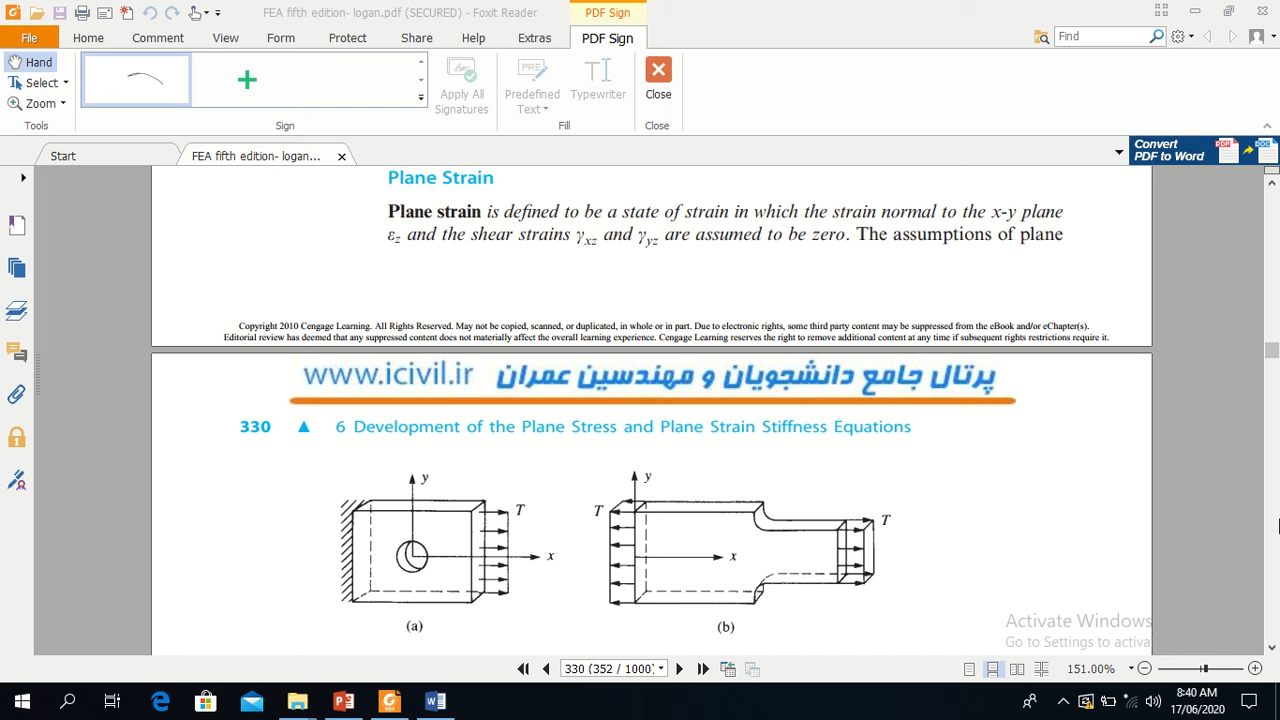 FEA fifth edition- logan.pdf (SECURED) - Foxit Reader
PDF Sign
File
Home
Comment
View
Form
Protect
Share
Help
Extras
PDF Sign
Find
Hand
Select
Zoom
Tools
Apply All
Signatures
Predefined
Text
Typewriter
Close
Sign
Fill
Close
Start
FEA fifth edition- logan...
Convert
PDF to Word
Plane Strain
Plane strain is defined to be a state of strain in which the strain normal to the x-y plane
εz and the shear strains γxz and γyz are assumed to be zero. The assumptions of plane
Copyright 2010 Cengage Learning. All Rights Reserved. May not be copied, scanned, or duplicated, in whole or in part. Due to electronic rights, some third party content may be suppressed from the eBook and/or eChapter(s).
Editorial review has deemed that any suppressed content does not materially affect the overall learning experience. Cengage Learning reserves the right to remove additional content at any time if subsequent rights restrictions require it.
www.icivil.ir پرتال جامع دانشجویان و مهندسین عمران
330 ▲ 6 Development of the Plane Stress and Plane Strain Stiffness Equations
y
T
x
(a)
y
T
T
x
(b)
Activate Windows
Go to Settings to activa
330 (352 / 1000)
151.00%
8:40 AM
17/06/2020